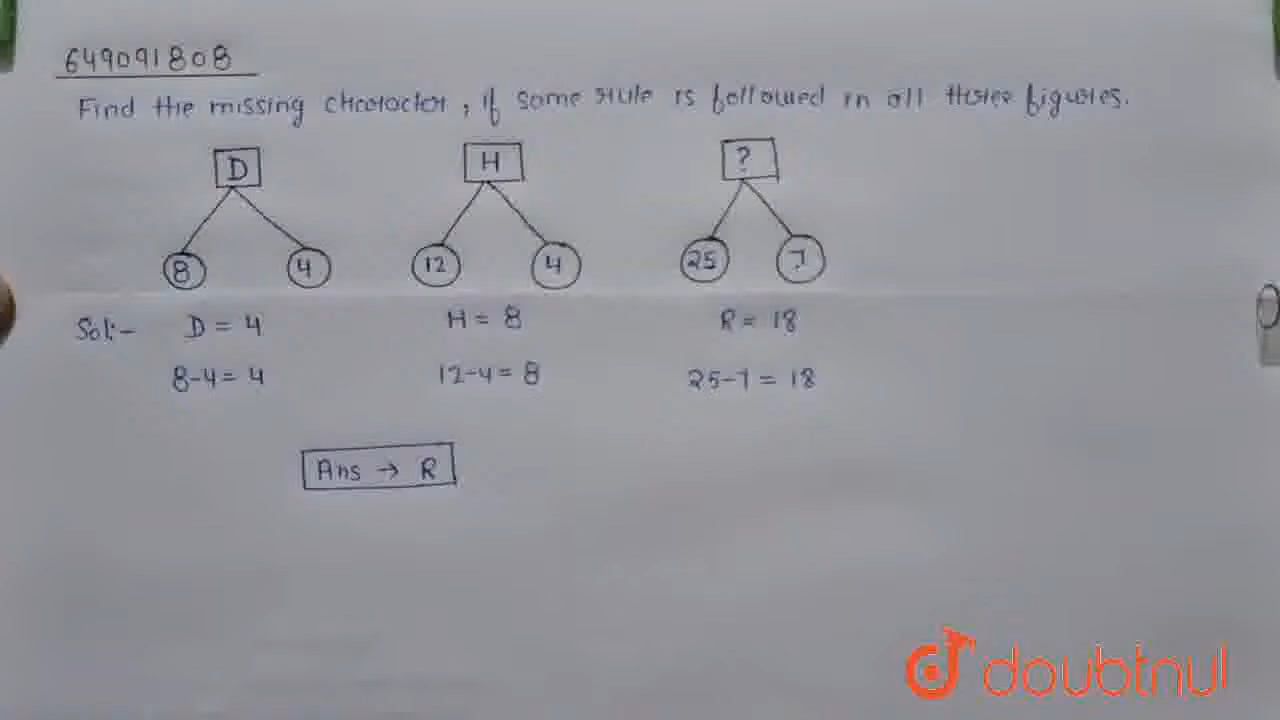 649091808
Find the missing character, if same rule is followed in all three figures.
D H ?
8 4 12 4 25 7
Sol:- D = 4 H = 8 R = 18
8-4 = 4 12-4 = 8 25-7 = 18
Ans → R
doubtnut